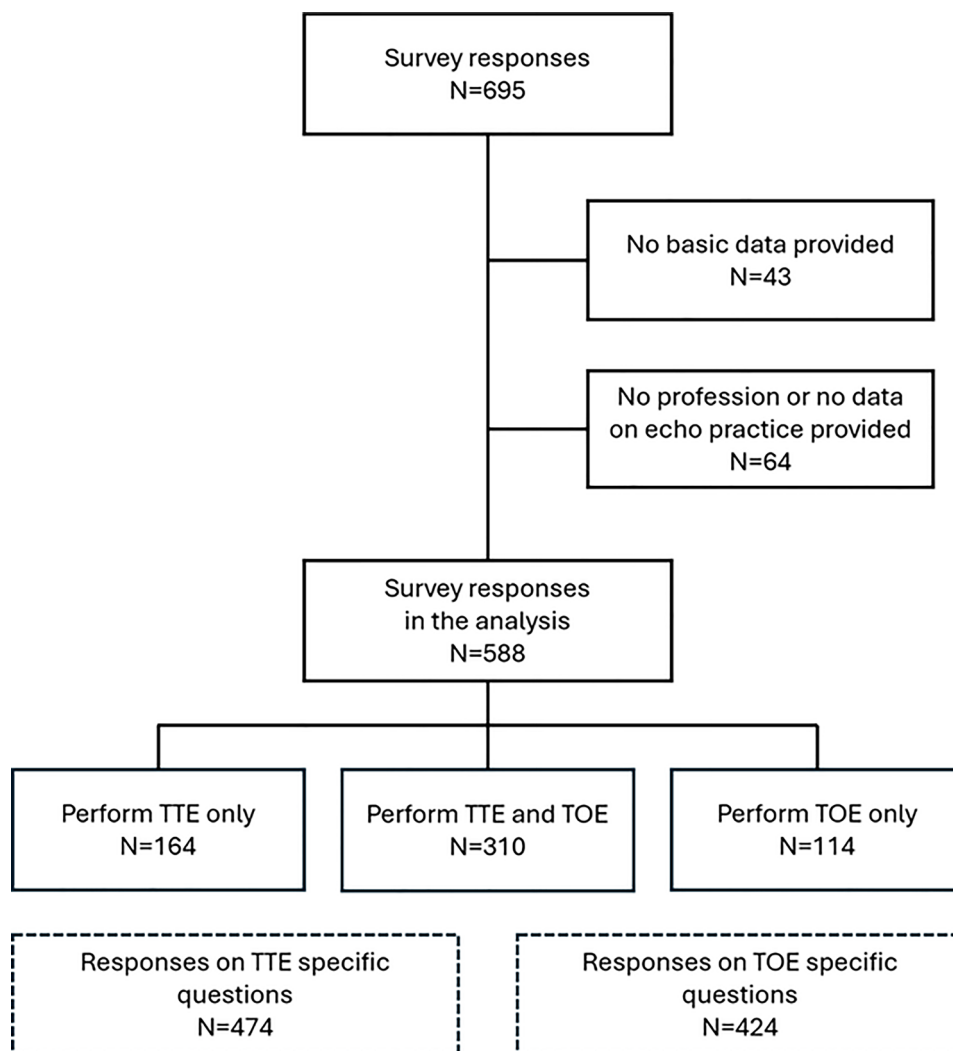 Survey responses
N=695
No basic data provided
N=43
No profession or no data
on echo practice provided
N=64
Survey responses
in the analysis
N=588
Perform TTE only
N=164
Perform TTE and TOE
N=310
Perform TOE only
N=114
Responses on TTE specific
questions
N=474
Responses on TOE specific
questions
N=424